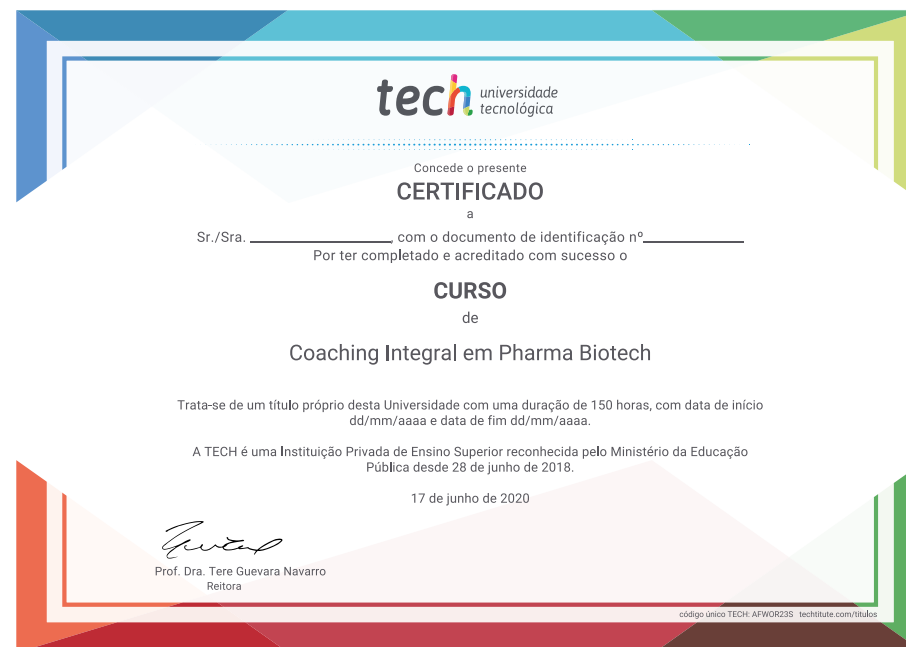 tech universidade
tecnológica
Concede o presente
CERTIFICADO
a
Sr./Sra. ____________________, com o documento de identificação nº______________
Por ter completado e acreditado com sucesso o
CURSO
de
Coaching Integral em Pharma Biotech
Trata-se de um título próprio desta Universidade com uma duração de 150 horas, com data de início
dd/mm/aaaa e data de fim dd/mm/aaaa.
A TECH é uma Instituição Privada de Ensino Superior reconhecida pelo Ministério da Educação
Pública desde 28 de junho de 2018.
17 de junho de 2020
Prof. Dra. Tere Guevara Navarro
Reitora
código único TECH: AFWOR23S techtitute.com/titulos